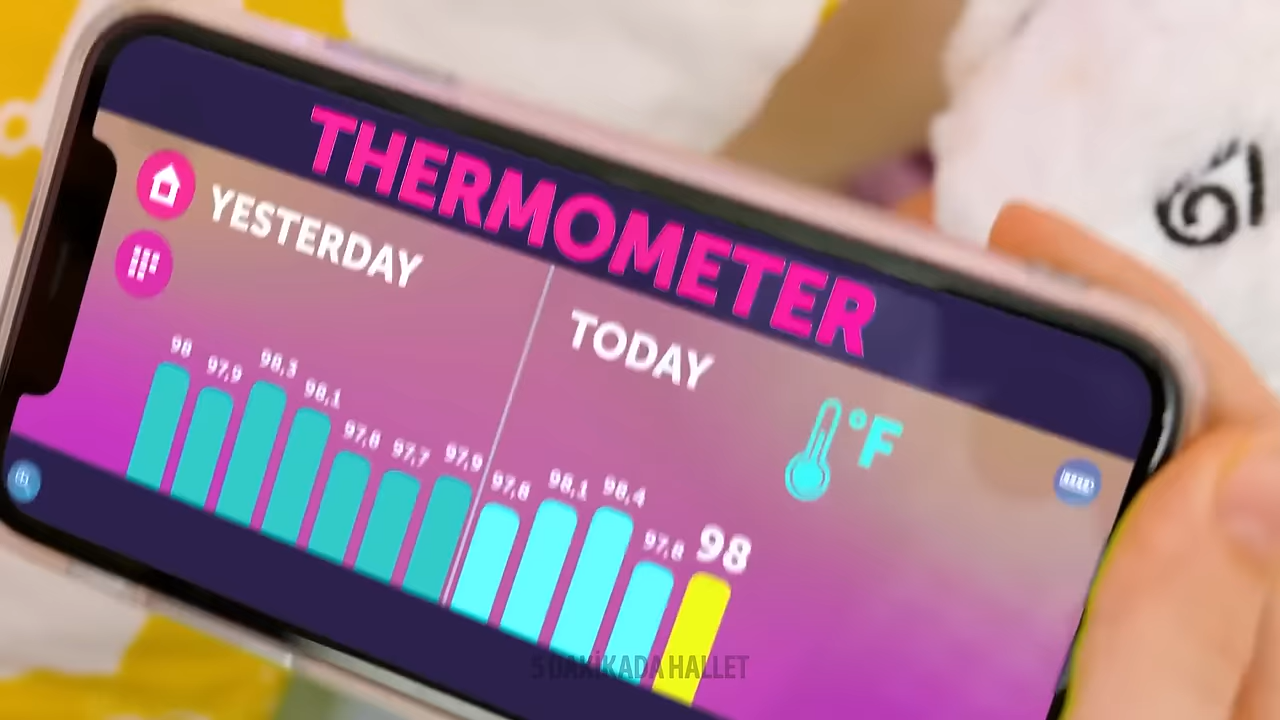 THERMOMETER
YESTERDAY
TODAY
°F
98 97,9 98,3 98,1 97,8 97,7 97,9 97,8 98,1 98,4 97,8 98
5 DAKİKADA HALLET